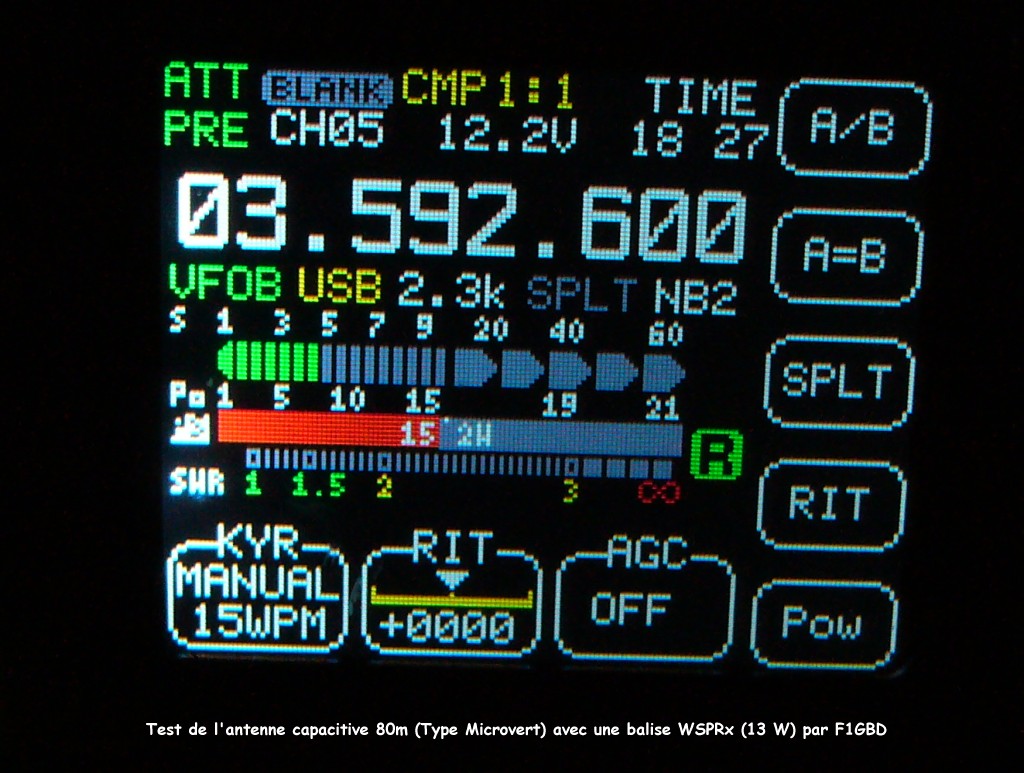 ATT BLANK CMP 1:1 TIME
PRE CH05 12.2V 18 27
A/B
03.592.600
A=B
VFOB USB 2.3k SPLT NB2
S 1 3 5 7 9 20 40 60
SPLT
Po 1 5 10 15 19 21
15 2W
R
SWR 1 1.5 2 3 ∞
RIT
KYR RIT AGC
MANUAL
15WPM +0000 OFF
Pow
Test de l'antenne capacitive 80m (Type Microvert) avec une balise WSPRx (13 W) par F1GBD